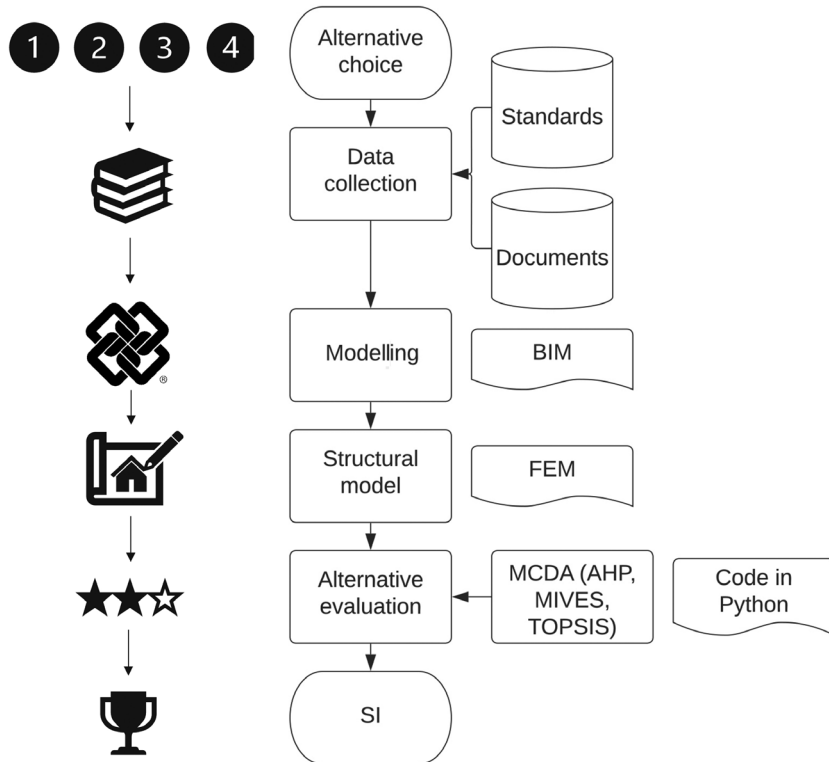 1 2 3 4
Alternative
choice
Standards
Data
collection
Documents
Modelling
BIM
®
Structural
model
FEM
Alternative
evaluation
MCDA (AHP,
MIVES,
TOPSIS)
Code in
Python
SI